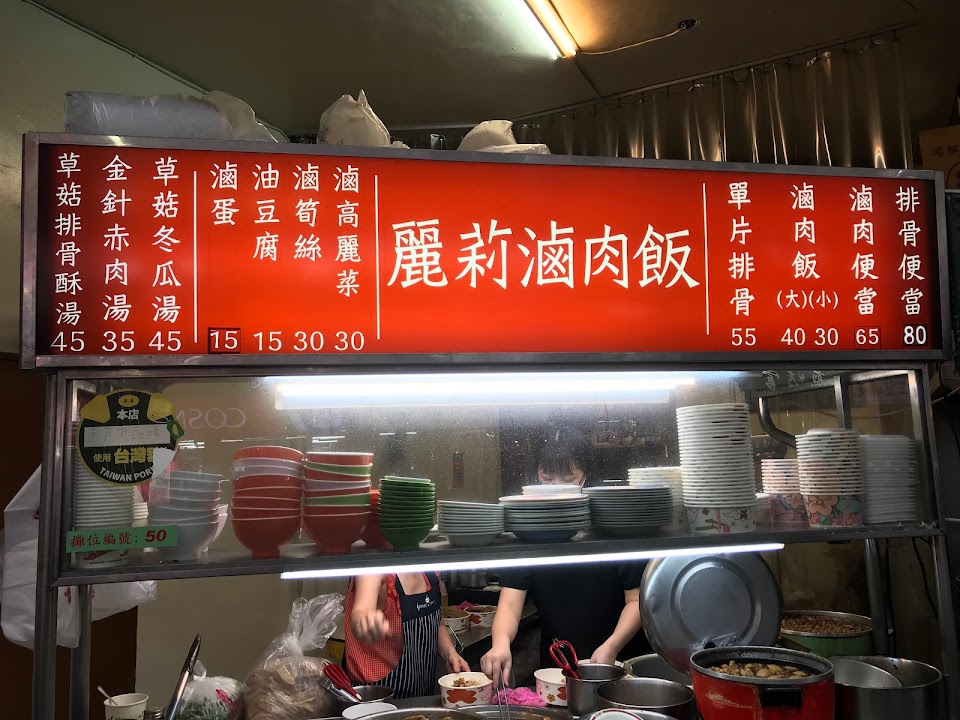 麗莉滷肉飯
排骨便當 80
滷肉便當 65
滷肉飯 (大)(小) 40 30
單片排骨 55
滷高麗菜 30
滷筍絲 30
油豆腐 15
滷蛋 15
草菇冬瓜湯 45
金針赤肉湯 35
草菇排骨酥湯 45
本店
使用 台灣豬
TAIWAN PORK
攤位編號: 50